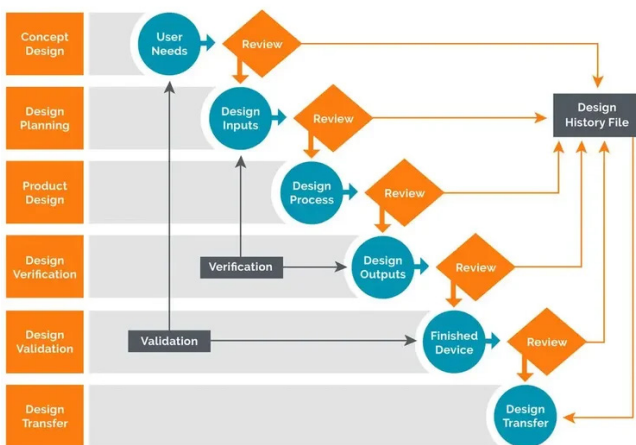 Concept
Design
User
Needs
Review
Design
Planning
Design
Inputs
Review
Design
History File
Product
Design
Design
Process
Review
Design
Verification
Verification
Design
Outputs
Review
Design
Validation
Validation
Finished
Device
Review
Design
Transfer
Design
Transfer